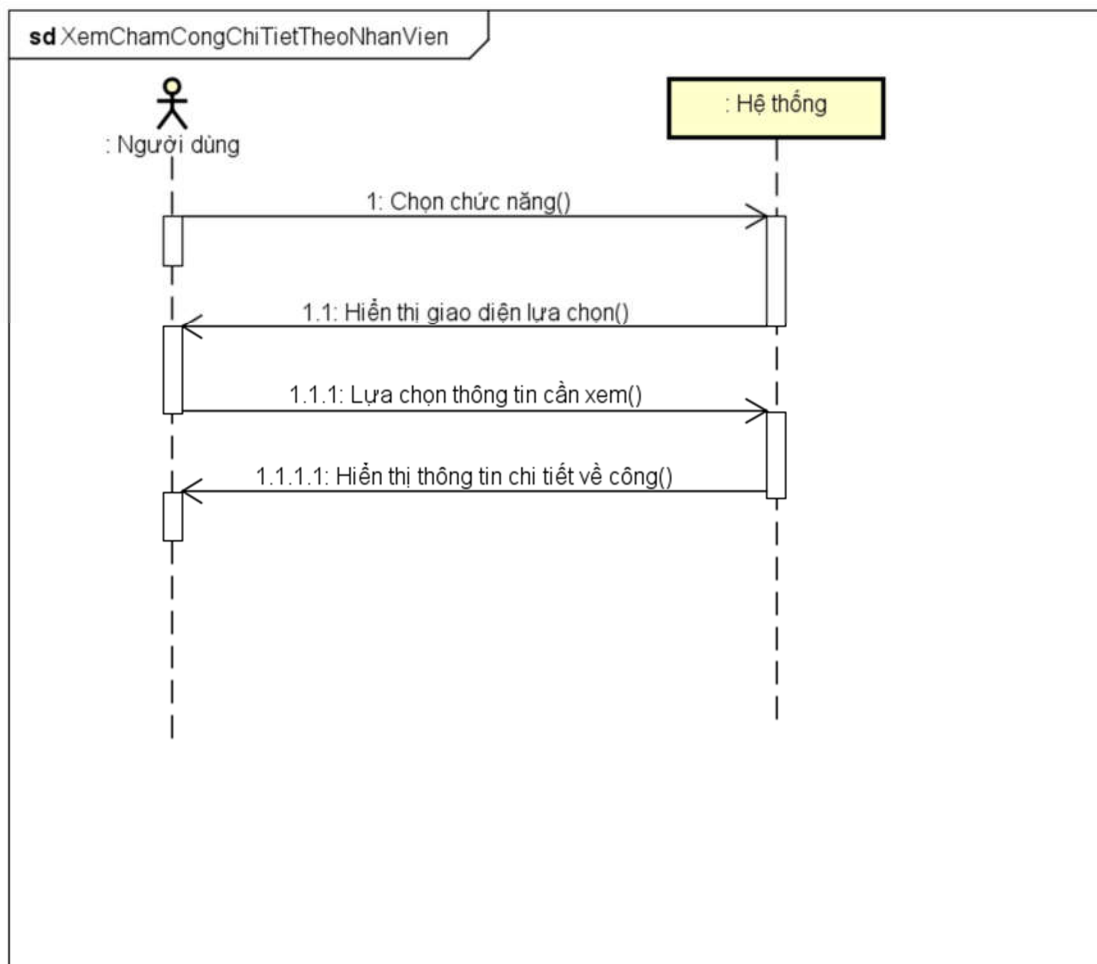 sd XemChamCongChiTietTheoNhanVien
: Người dùng
: Hệ thống
1: Chọn chức năng()
1.1: Hiển thị giao diện lựa chọn()
1.1.1: Lựa chọn thông tin cần xem()
1.1.1.1: Hiển thị thông tin chi tiết về công()